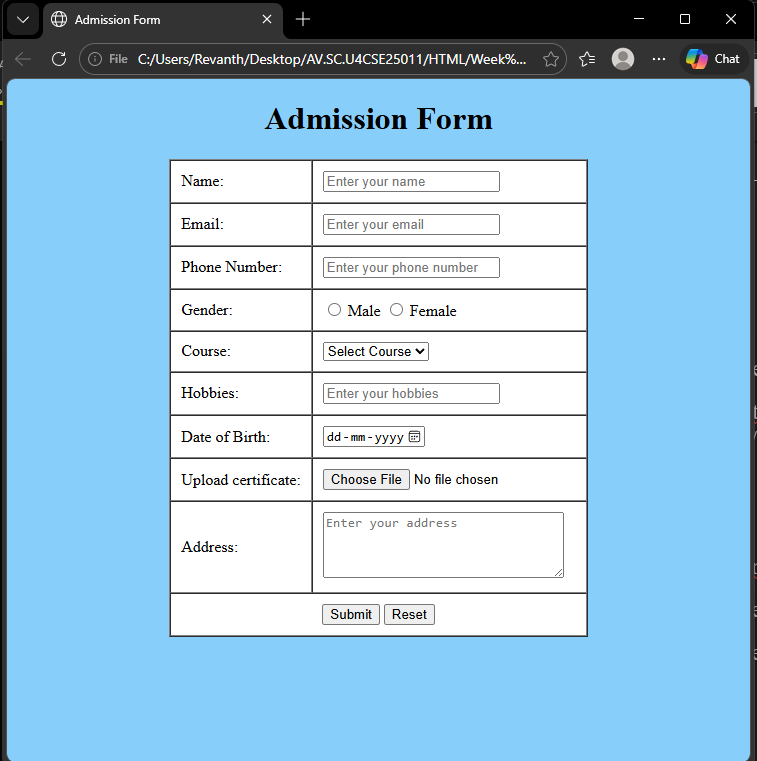 Admission Form
File C:/Users/Revanth/Desktop/AV.SC.U4CSE25011/HTML/Week%... Chat
Admission Form
Name: Enter your name
Email: Enter your email
Phone Number: Enter your phone number
Gender: Male Female
Course: Select Course
Hobbies: Enter your hobbies
Date of Birth: dd-mm-yyyy
Upload certificate: Choose File No file chosen
Address: Enter your address
Submit Reset